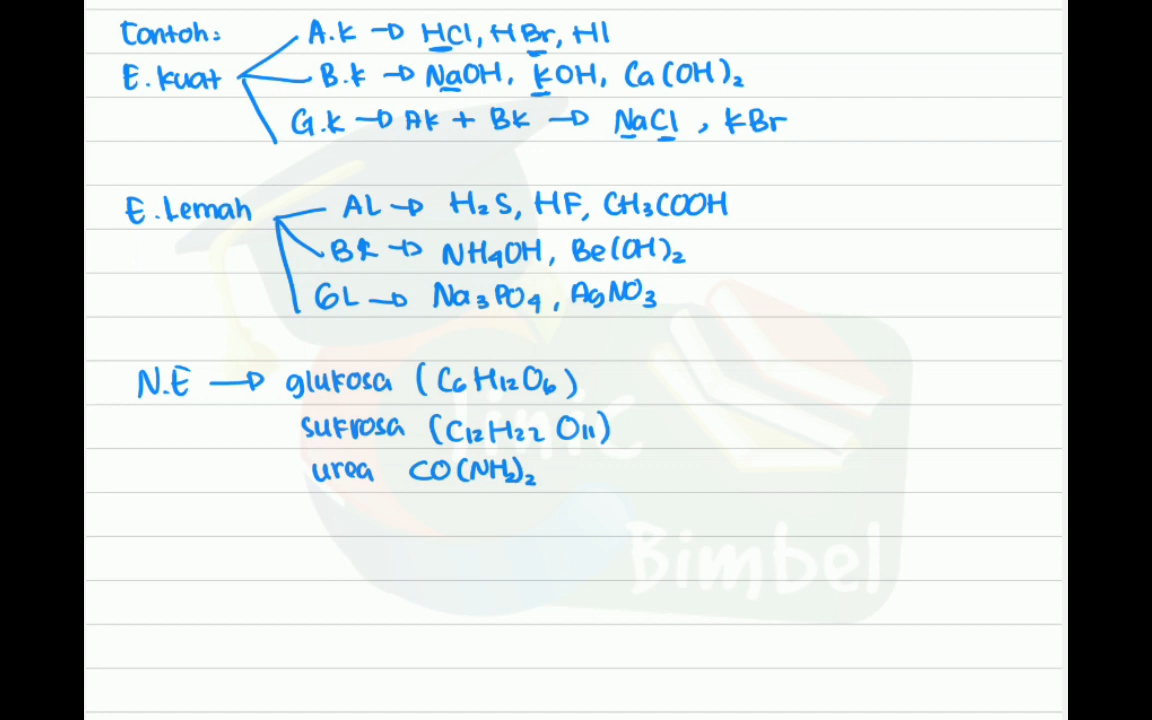 Contoh:
A.k → HCl, HBr, HI
E.kuat
B.k → NaOH, KOH, Ca(OH)2
G.k → Ak + Bk → NaCl, KBr
E.Lemah
AL → H2S, HF, CH3COOH
BL → NH4OH, Be(OH)2
GL → Na3PO4, AgNO3
N.E → glukosa (C6H12O6)
sukrosa (C12H22O11)
urea CO(NH2)2
Bimbel